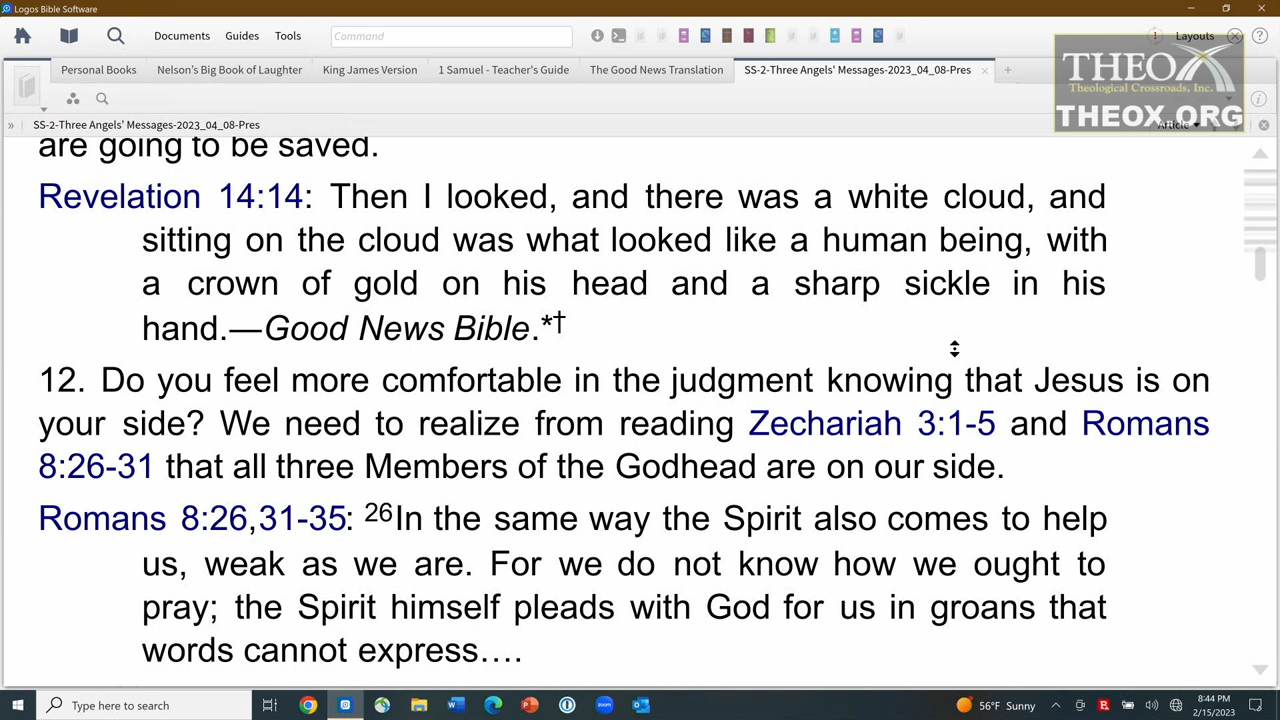 Logos Bible Software
Documents Guides Tools Command Layouts
Personal Books Nelson's Big Book of Laughter King James Vers 1 Samuel - Teacher's Guide The Good News Translation SS-2-Three Angels' Messages-2023_04_08-Pres
THEOX
Theological Crossroads, Inc.
THEOX.ORG
SS-2-Three Angels' Messages-2023_04_08-Pres Article
are going to be saved.
Revelation 14:14: Then I looked, and there was a white cloud, and
sitting on the cloud was what looked like a human being, with
a crown of gold on his head and a sharp sickle in his
hand.—Good News Bible.*†
12. Do you feel more comfortable in the judgment knowing that Jesus is on
your side? We need to realize from reading Zechariah 3:1-5 and Romans
8:26-31 that all three Members of the Godhead are on our side.
Romans 8:26,31-35: 26In the same way the Spirit also comes to help
us, weak as we are. For we do not know how we ought to
pray; the Spirit himself pleads with God for us in groans that
words cannot express….
Type here to search
56°F Sunny
8:44 PM
2/15/2023